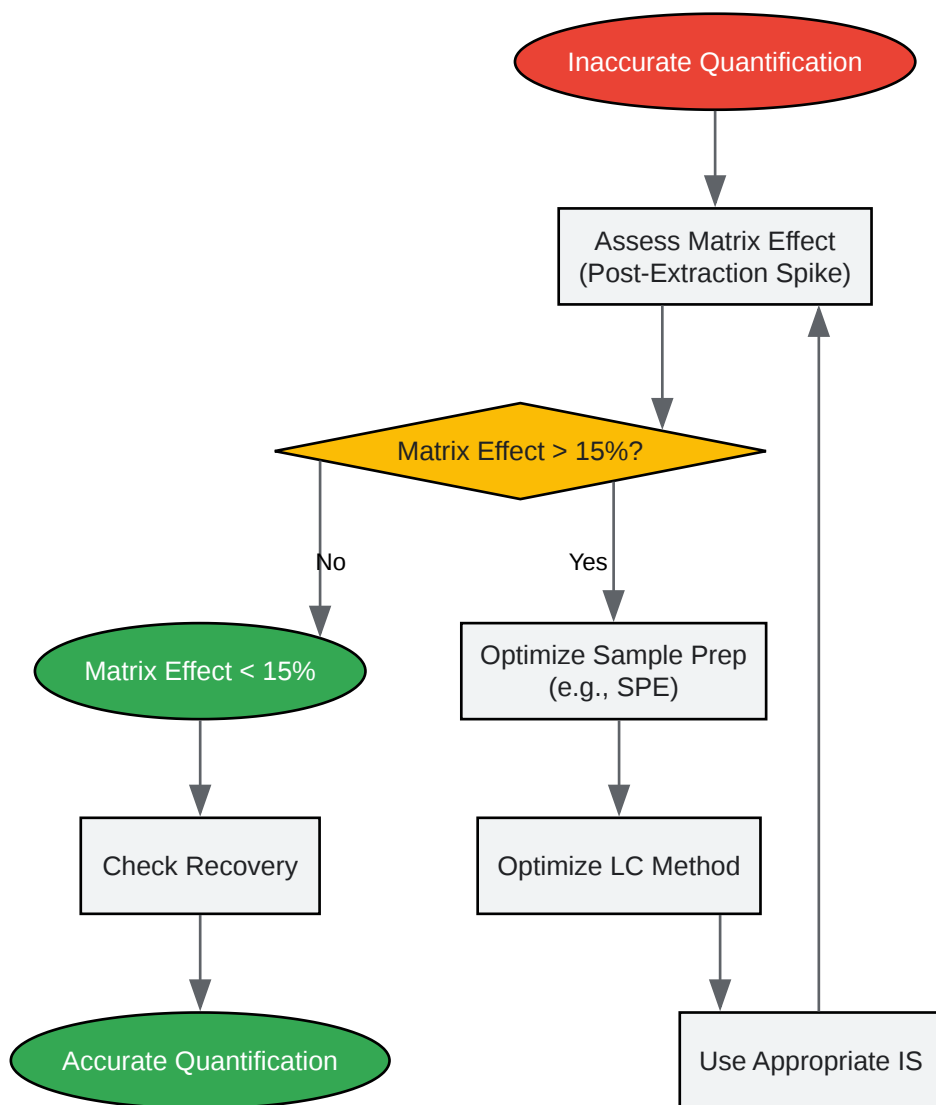 Inaccurate Quantification
Assess Matrix Effect
(Post-Extraction Spike)
Matrix Effect > 15%?
No
Yes
Matrix Effect < 15%
Optimize Sample Prep
(e.g., SPE)
Check Recovery
Optimize LC Method
Accurate Quantification
Use Appropriate IS